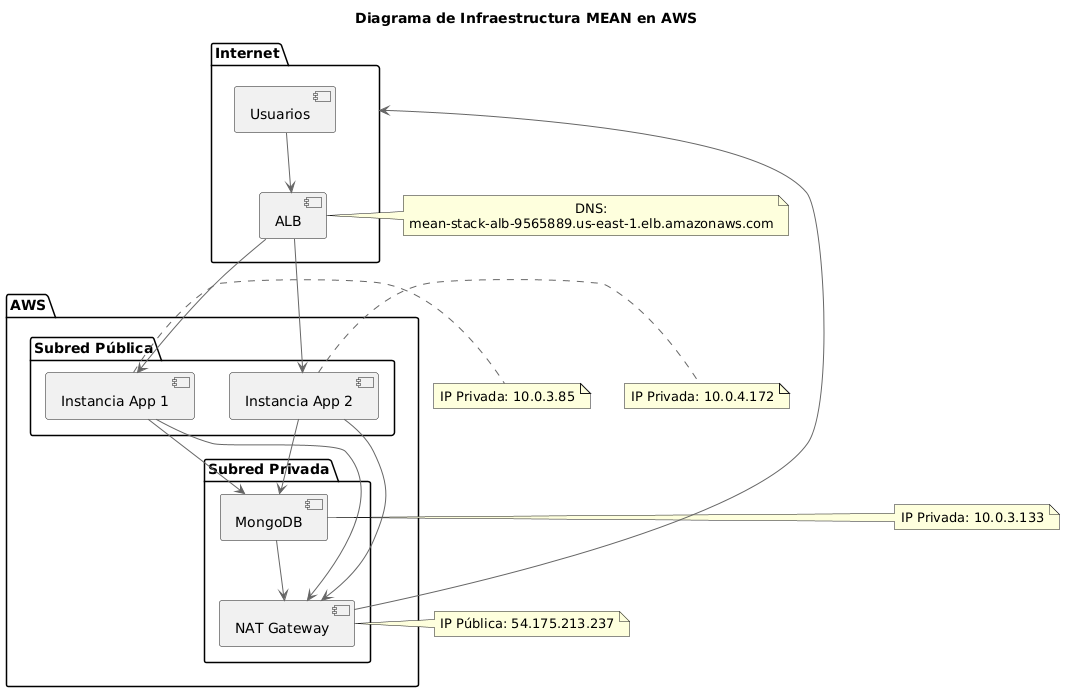 Diagrama de Infraestructura MEAN en AWS
Internet
Usuarios
ALB
DNS:
mean-stack-alb-9565889.us-east-1.elb.amazonaws.com
AWS
Subred Pública
Instancia App 1
Instancia App 2
IP Privada: 10.0.3.85
IP Privada: 10.0.4.172
Subred Privada
MongoDB
IP Privada: 10.0.3.133
NAT Gateway
IP Pública: 54.175.213.237